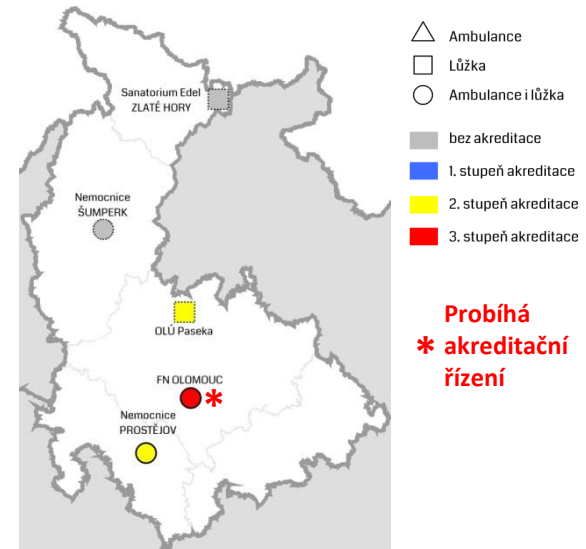 Sanatorium Edel
ZLATÉ HORY
Nemocnice
ŠUMPERK
OLÚ Paseka
FN OLOMOUC
*
Nemocnice
PROSTĚJOV
Ambulance
Lůžka
Ambulance i lůžka
bez akreditace
1. stupeň akreditace
2. stupeň akreditace
3. stupeň akreditace
Probíhá
* akreditační
řízení